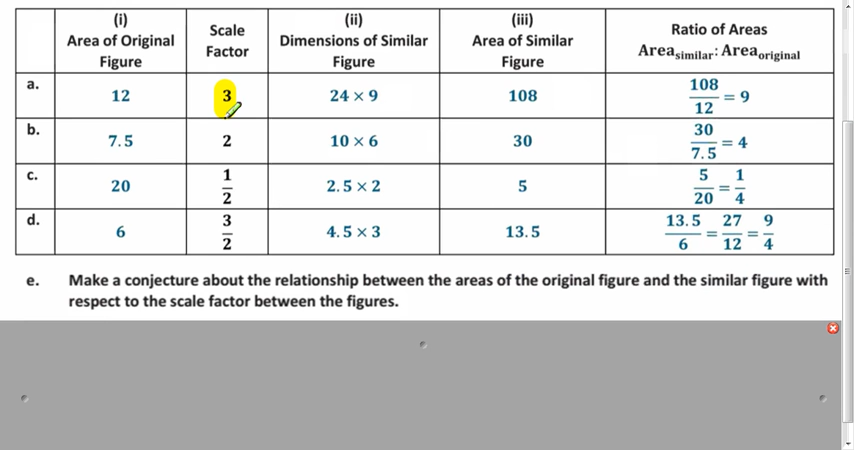 (i)
Area of Original
Figure
Scale
Factor
(ii)
Dimensions of Similar
Figure
(iii)
Area of Similar
Figure
Ratio of Areas
Area_similar: Area_original
a.
12
3
24 × 9
108
108/12 = 9
b.
7.5
2
10 × 6
30
30/7.5 = 4
c.
20
1/2
2.5 × 2
5
5/20 = 1/4
d.
6
3/2
4.5 × 3
13.5
13.5/6 = 27/12 = 9/4
e. Make a conjecture about the relationship between the areas of the original figure and the similar figure with
respect to the scale factor between the figures.